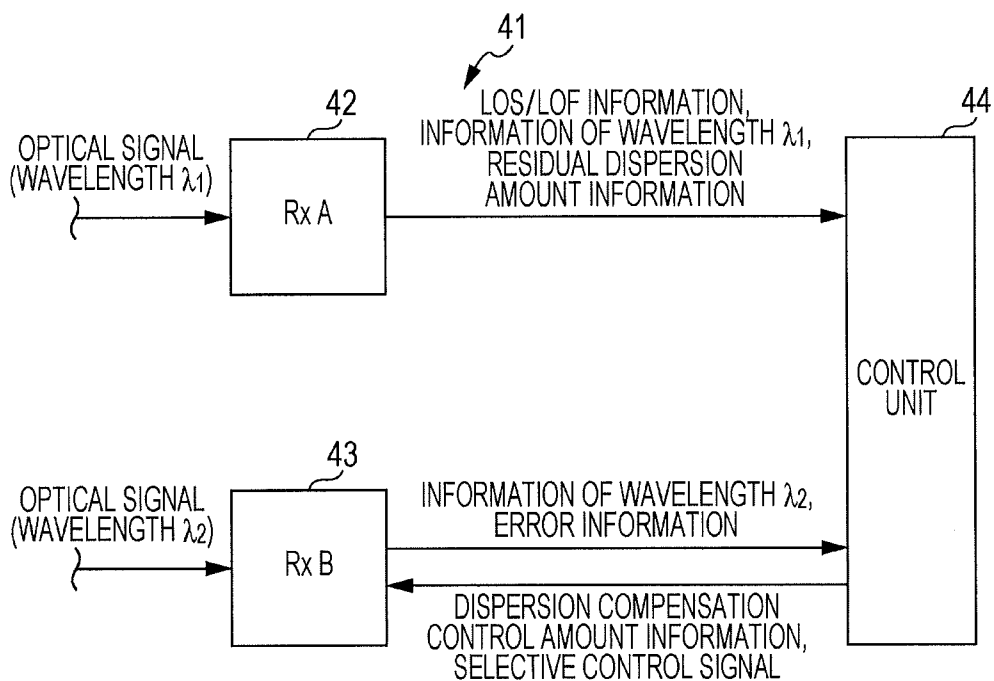 41
42
44
LOS/LOF INFORMATION,
INFORMATION OF WAVELENGTH λ1,
RESIDUAL DISPERSION
AMOUNT INFORMATION
OPTICAL SIGNAL
(WAVELENGTH λ1)
Rx A
CONTROL
UNIT
43
OPTICAL SIGNAL
(WAVELENGTH λ2)
Rx B
INFORMATION OF WAVELENGTH λ2,
ERROR INFORMATION
DISPERSION COMPENSATION
CONTROL AMOUNT INFORMATION,
SELECTIVE CONTROL SIGNAL